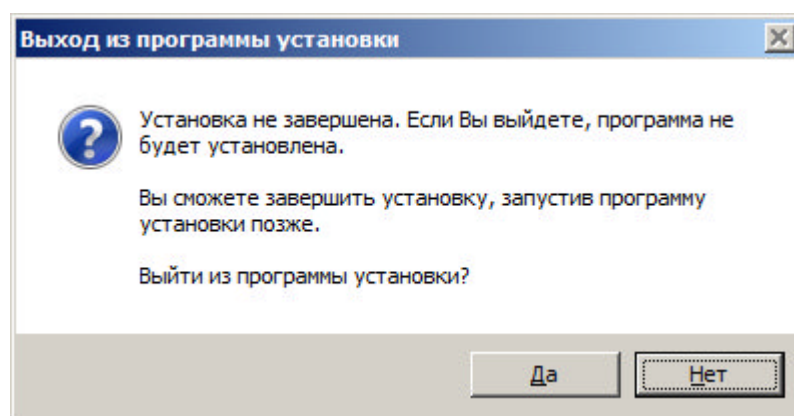 Выход из программы установки
Установка не завершена. Если Вы выйдете, программа не
будет установлена.
Вы сможете завершить установку, запустив программу
установки позже.
Выйти из программы установки?
Да
Нет